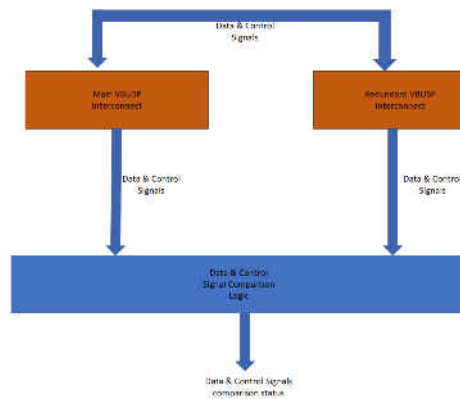 Data & Control
Signals
Main VBUSP
Interconnect
Redundant VBUSP
Interconnect
Data & Control
Signals
Data & Control
Signals
Data & Control
Signal Comparison
Logic
Data & Control Signals
comparison status